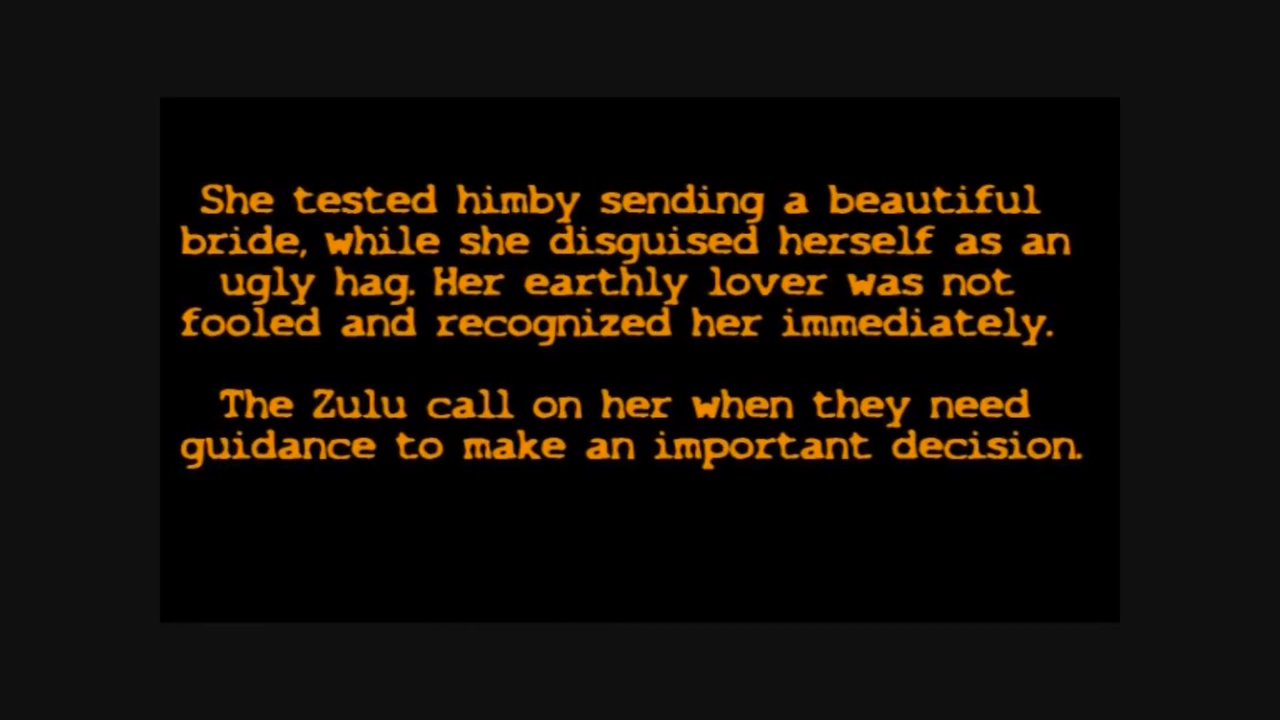 She tested himby sending a beautiful
bride, while she disguised herself as an
ugly hag. Her earthly lover was not
fooled and recognized her immediately.
The Zulu call on her when they need
guidance to make an important decision.